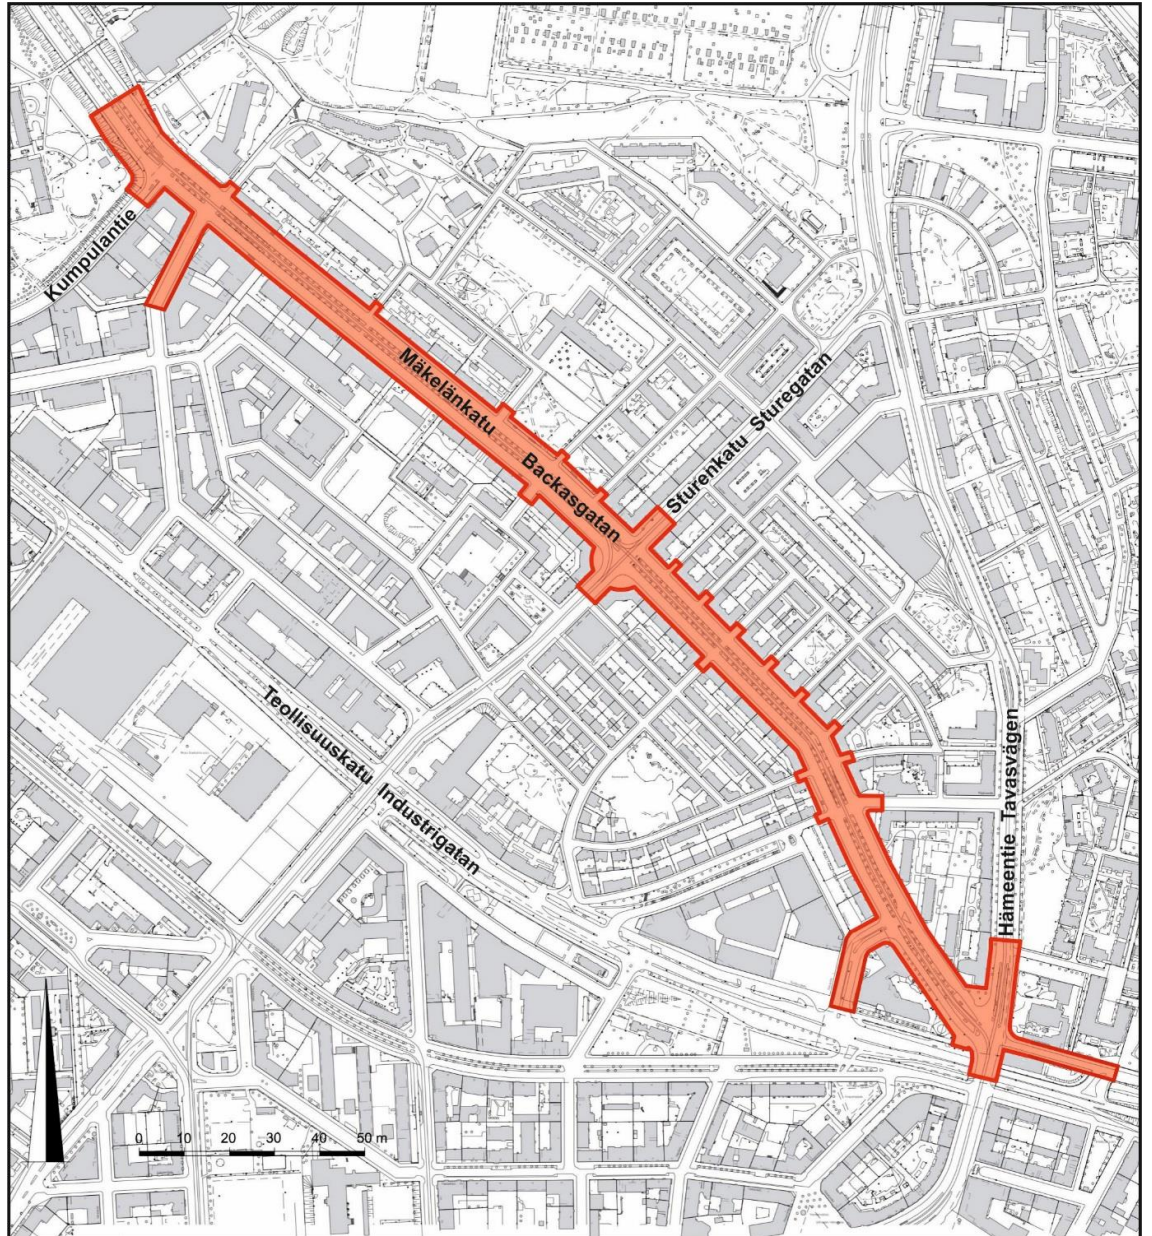 Kumpulantie
Mäkelänkatu Backasgatan
Sturenkatu Sturegatan
Teollisuuskatu Industrigatan
Hämeentie Tavasvägen
0 10 20 30 40 50 m